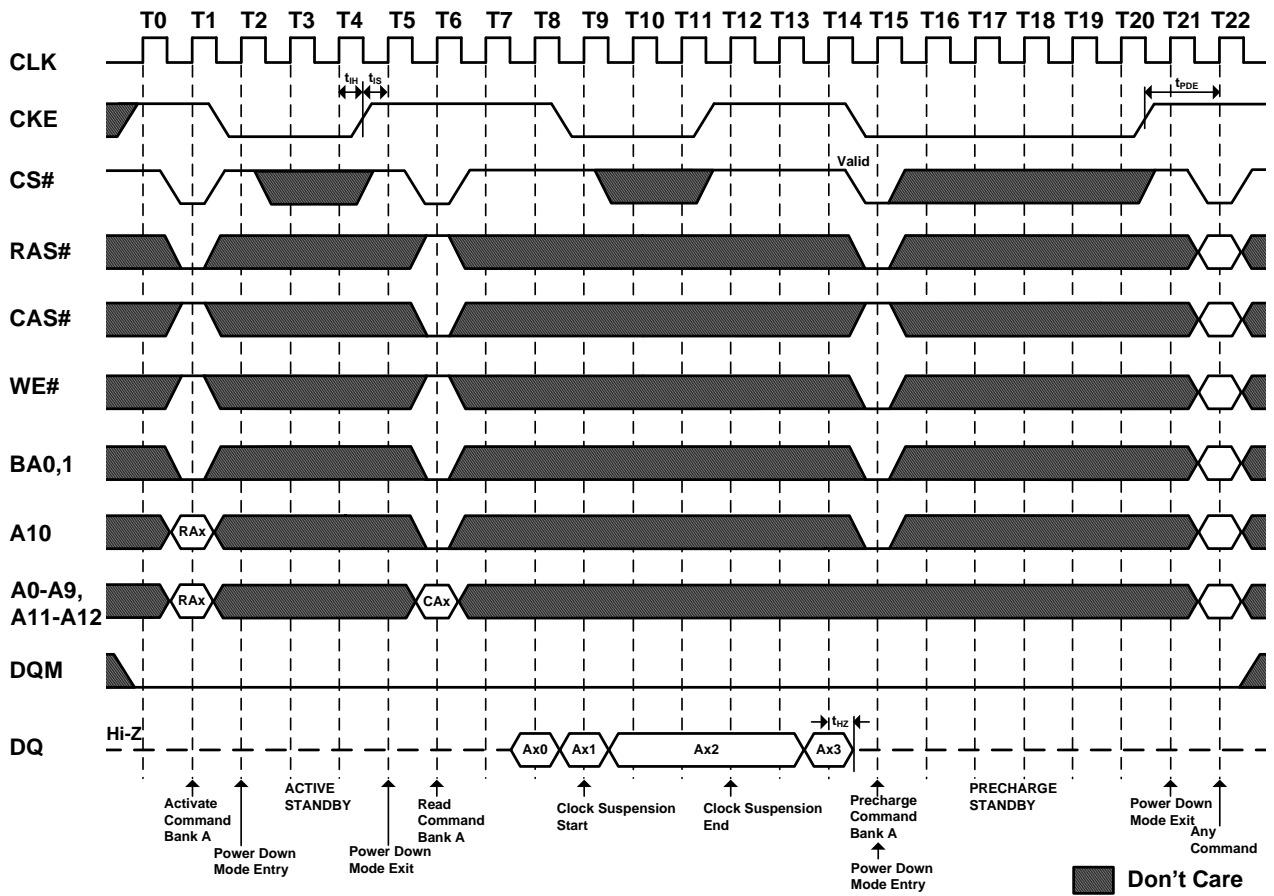 T0 T1 T2 T3 T4 T5 T6 T7 T8 T9 T10 T11 T12 T13 T14 T15 T16 T17 T18 T19 T20 T21 T22
CLK
tIH tIS
tPDE
CKE
Valid
CS#
RAS#
CAS#
WE#
BA0,1
A10
RAx
A0-A9,
A11-A12
RAx
CAx
DQM
Hi-Z
DQ
Ax0
Ax1
Ax2
Ax3
tHZ
Activate
Command
Bank A
Power Down
Mode Entry
ACTIVE
STANDBY
Power Down
Mode Exit
Read
Command
Bank A
Clock Suspension
Start
Clock Suspension
End
Precharge
Command
Bank A
Power Down
Mode Entry
PRECHARGE
STANDBY
Power Down
Mode Exit
Any
Command
Don't Care